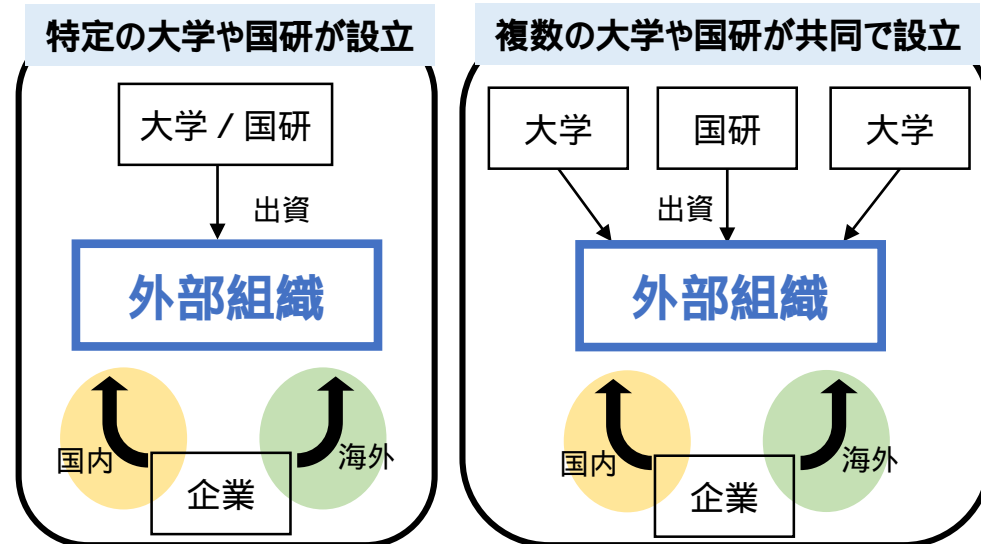 特定の大学や国研が設立
大学 / 国研
出資
外部組織
国内
海外
企業
複数の大学や国研が共同で設立
大学
国研
大学
出資
外部組織
国内
海外
企業